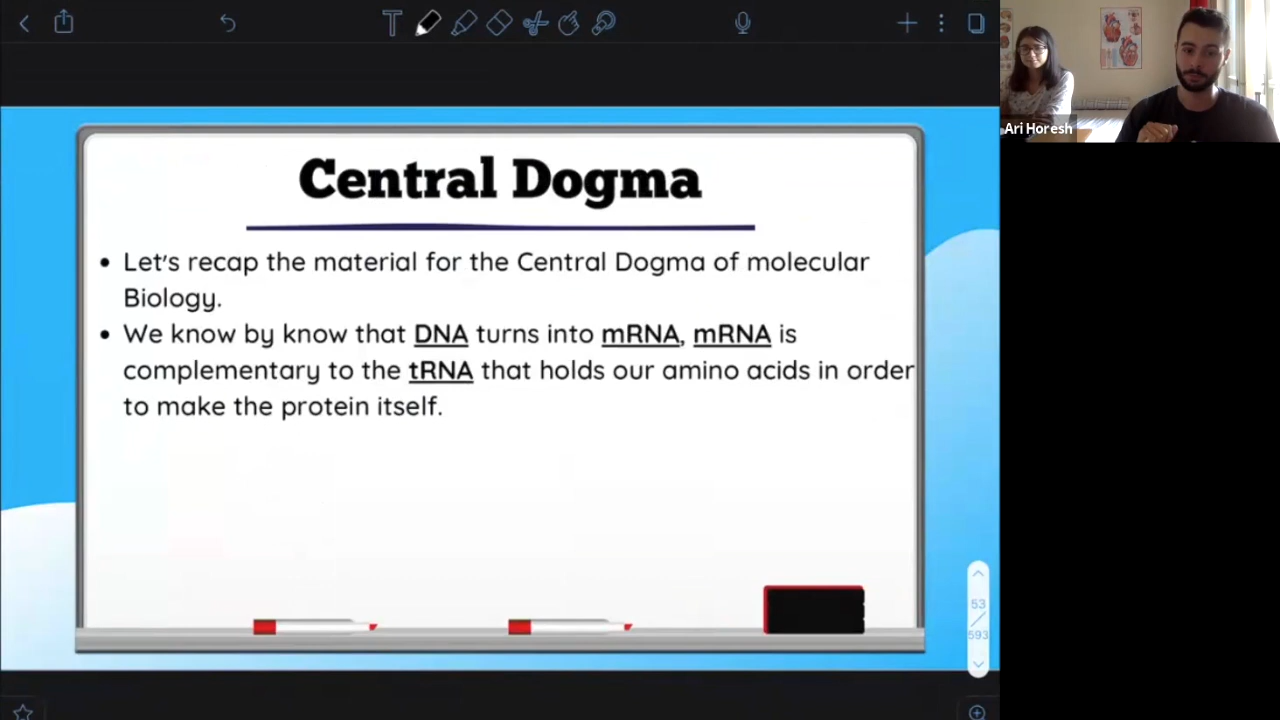 Central Dogma
Let's recap the material for the Central Dogma of molecular
Biology.
We know by know that DNA turns into mRNA, mRNA is
complementary to the tRNA that holds our amino acids in order
to make the protein itself.
Ari Horesh
53
/
593